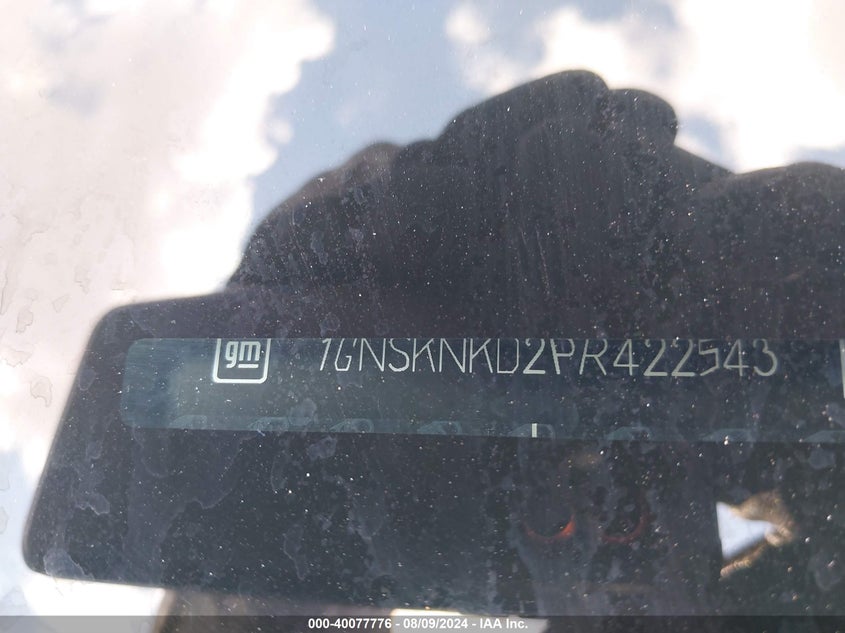 gm 1GNSKNKD2PR422543
000-40077776 - 08/09/2024 - IAA Inc.